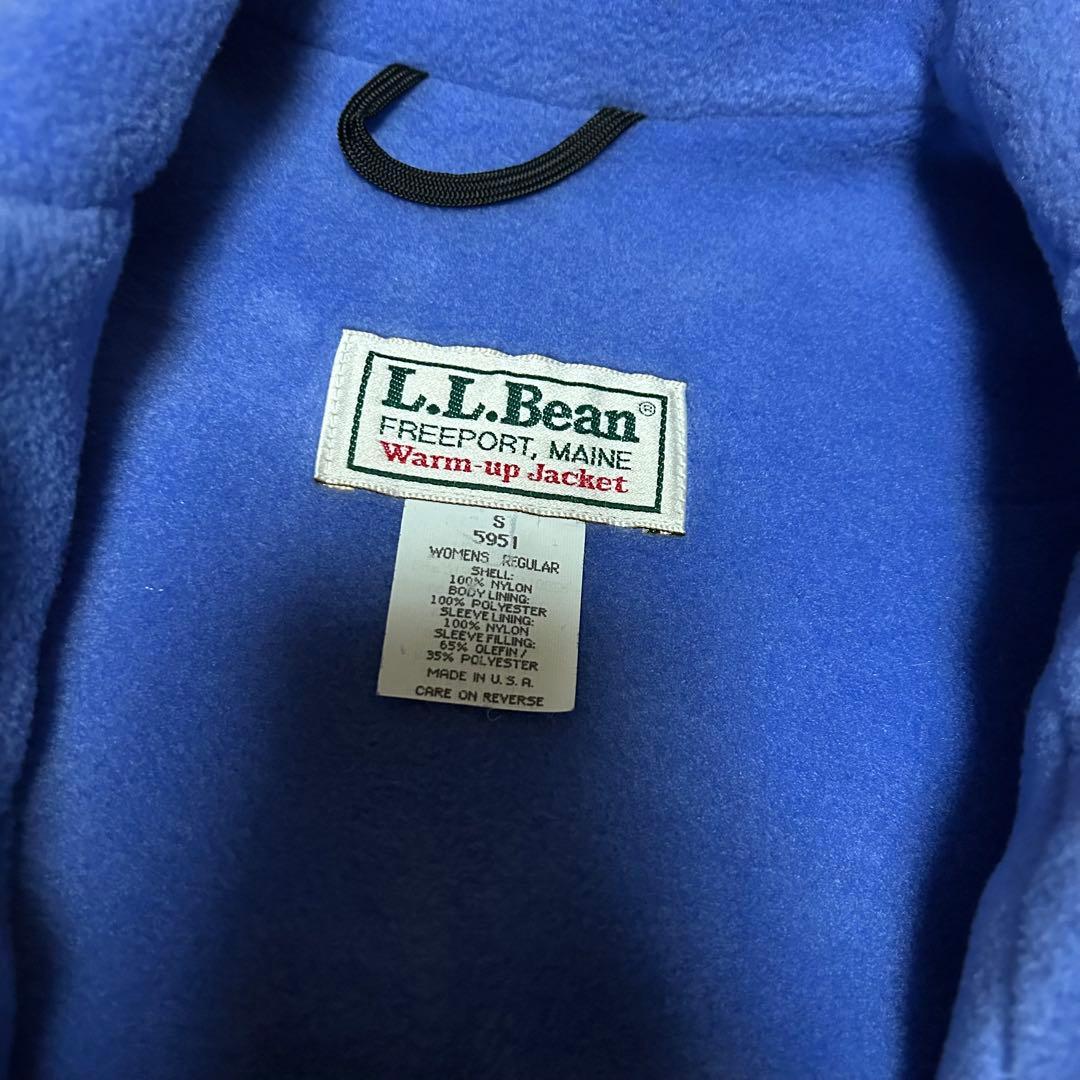 L.L.Bean®
FREEPORT, MAINE
Warm-up Jacket
S
5951
WOMENS REGULAR
SHELL:
100% NYLON
BODY LINING:
100% POLYESTER
SLEEVE LINING:
100% NYLON
SLEEVE FILLING:
65% OLEFIN/
35% POLYESTER
MADE IN U.S.A.
CARE ON REVERSE